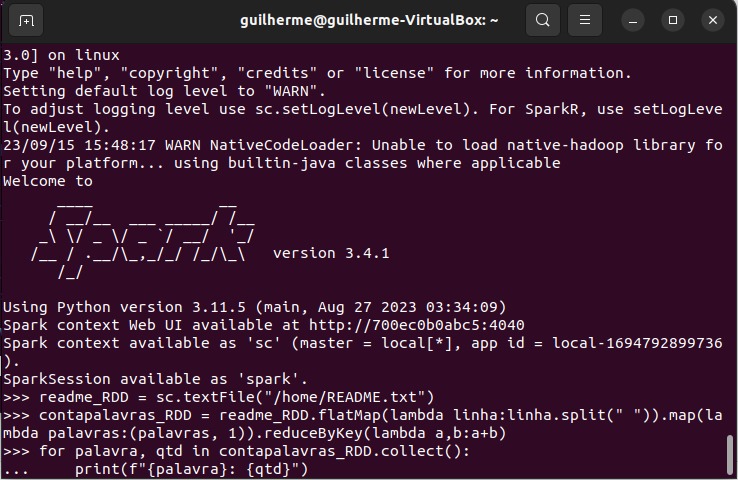 guilherme@guilherme-VirtualBox: ~
3.0] on linux
Type "help", "copyright", "credits" or "license" for more information.
Setting default log level to "WARN".
To adjust logging level use sc.setLogLevel(newLevel). For SparkR, use setLogLeve
l(newLevel).
23/09/15 15:48:17 WARN NativeCodeLoader: Unable to load native-hadoop library fo
r your platform... using builtin-java classes where applicable
Welcome to
      ____              __
     / __/__  ___ _____/ /__
    _\ \/ _ \/ _ `/ __/  '_/
   /__ / .__/\_,_/_/ /_/\_\   version 3.4.1
      /_/
Using Python version 3.11.5 (main, Aug 27 2023 03:34:09)
Spark context Web UI available at http://700ec0b0abc5:4040
Spark context available as 'sc' (master = local[*], app id = local-1694792899736
).
SparkSession available as 'spark'.
>>> readme_RDD = sc.textFile("/home/README.txt")
>>> contapalavras_RDD = readme_RDD.flatMap(lambda linha:linha.split(" ")).map(la
mbda palavras:(palavras, 1)).reduceByKey(lambda a,b:a+b)
>>> for palavra, qtd in contapalavras_RDD.collect():
...     print(f"{palavra}: {qtd}")